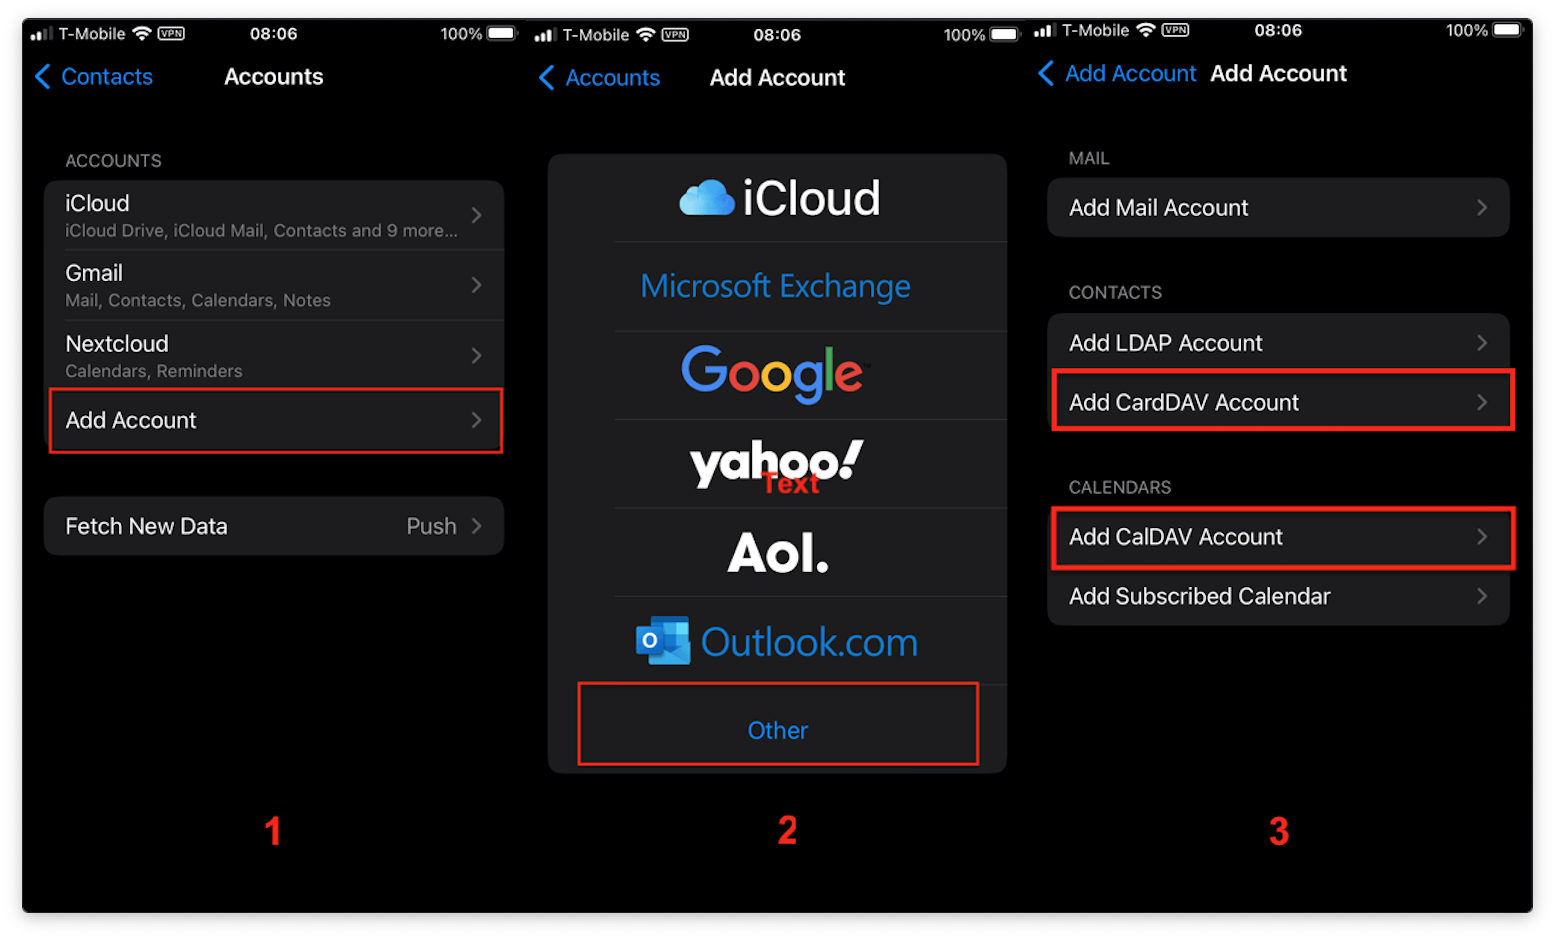 T-Mobile VPN 08:06 100%
Contacts Accounts
ACCOUNTS
iCloud
iCloud Drive, iCloud Mail, Contacts and 9 more...
Gmail
Mail, Contacts, Calendars, Notes
Nextcloud
Calendars, Reminders
Add Account
Fetch New Data Push
1
T-Mobile VPN 08:06 100%
Accounts Add Account
iCloud
Microsoft Exchange
Google
yahoo!
Text
Aol.
O Outlook.com
Other
2
T-Mobile VPN 08:06 100%
Add Account Add Account
MAIL
Add Mail Account
CONTACTS
Add LDAP Account
Add CardDAV Account
CALENDARS
Add CalDAV Account
Add Subscribed Calendar
3